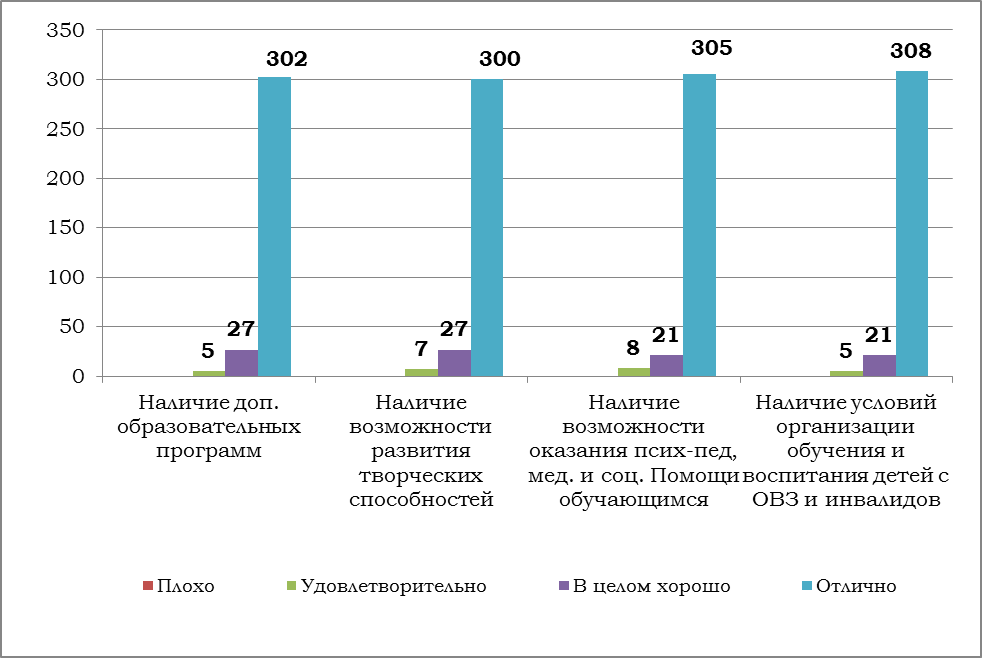 350
300
250
200
150
100
50
0
302
300
305
308
5
27
7
27
8
21
5
21
Наличие доп.
образовательных
программ
Наличие
возможности
развития
творческих
способностей
Наличие
возможности
оказания псих-пед,
мед. и соц. Помощи
обучающимся
Наличие условий
организации
обучения и
воспитания детей с
ОВЗ и инвалидов
Плохо
Удовлетворительно
В целом хорошо
Отлично